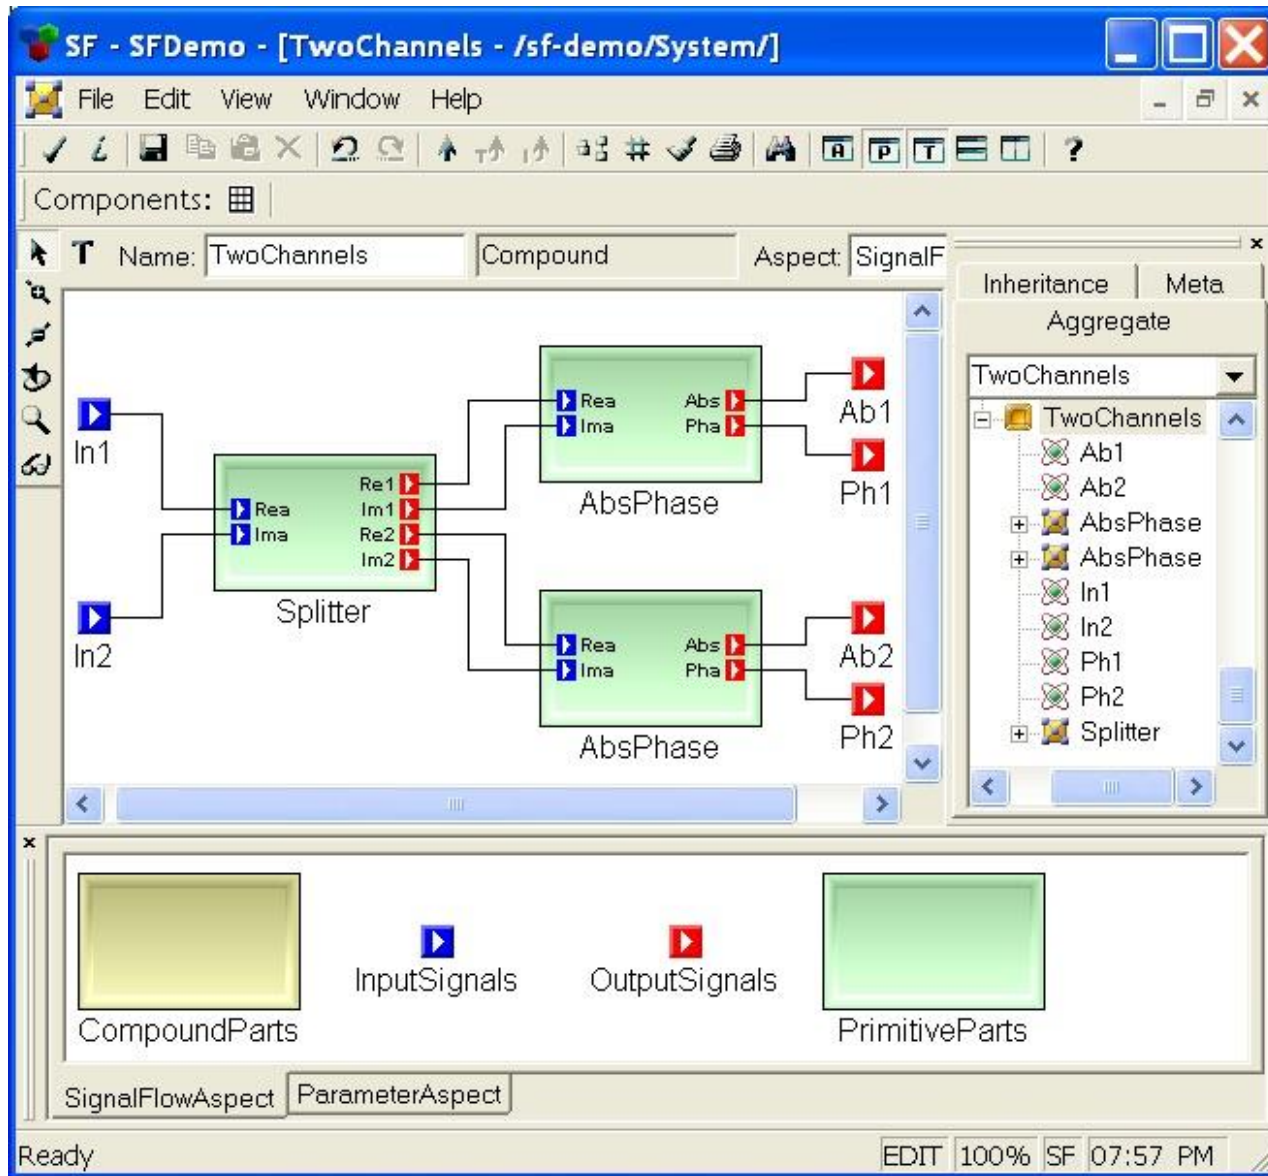 SF - SFDemo - [TwoChannels - /sf-demo/System/]
File Edit View Window Help
A P T ?
Components:
T Name: TwoChannels Compound Aspect: SignalF
Inheritance Meta
Aggregate
TwoChannels
TwoChannels
Ab1
Ab2
AbsPhase
AbsPhase
In1
In2
Ph1
Ph2
Splitter
In1
In2
Rea
Ima
Re1
Im1
Re2
Im2
Splitter
Rea Abs
Ima Pha
AbsPhase
Ab1
Ph1
Rea Abs
Ima Pha
AbsPhase
Ab2
Ph2
CompoundParts
InputSignals
OutputSignals
PrimitiveParts
SignalFlowAspect ParameterAspect
Ready EDIT 100% SF 07:57 PM